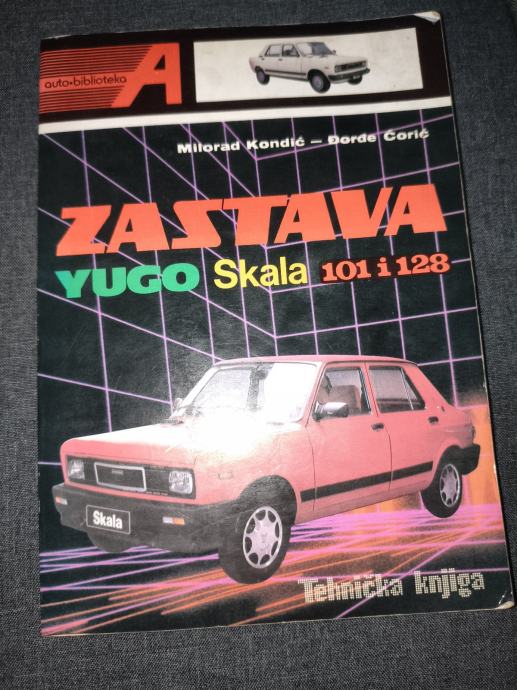 auto•biblioteka A
Milorad Kondić – Đorđe Ćorić
ZASTAVA
YUGO Skala 101 i 128
Skala
Tehnička knjiga